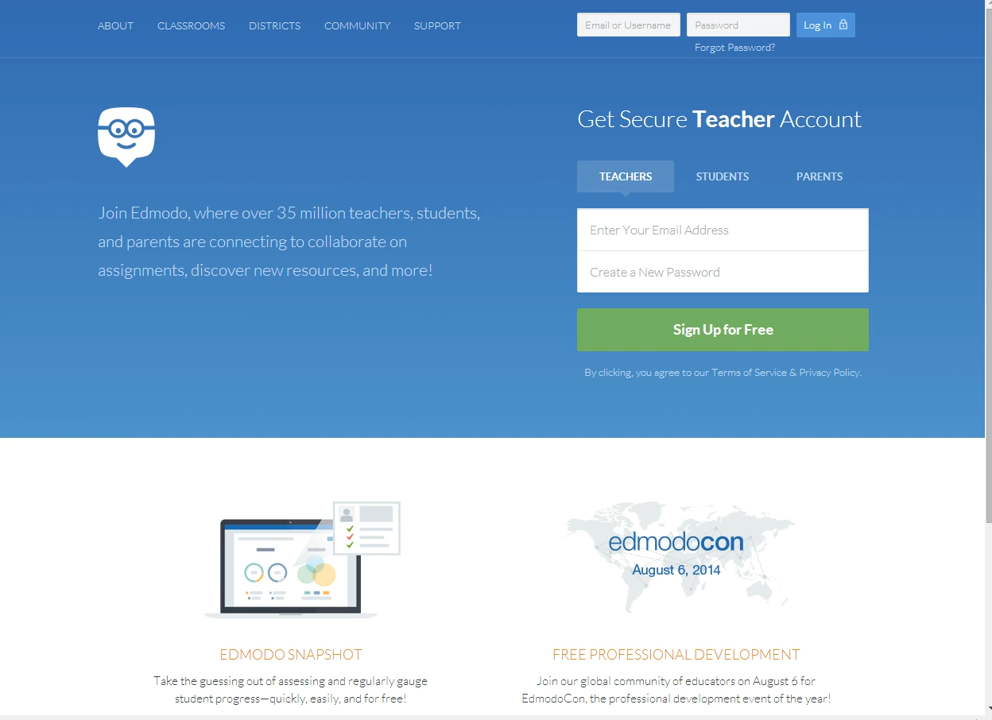 ABOUT CLASSROOMS DISTRICTS COMMUNITY SUPPORT
Email or Username Password Log In
Forgot Password?
Get Secure Teacher Account
TEACHERS STUDENTS PARENTS
Join Edmodo, where over 35 million teachers, students,
and parents are connecting to collaborate on
assignments, discover new resources, and more!
Enter Your Email Address
Create a New Password
Sign Up for Free
By clicking, you agree to our Terms of Service & Privacy Policy.
edmodocon
August 6, 2014
EDMODO SNAPSHOT
Take the guessing out of assessing and regularly gauge
student progress—quickly, easily, and for free!
FREE PROFESSIONAL DEVELOPMENT
Join our global community of educators on August 6 for
EdmodoCon, the professional development event of the year!